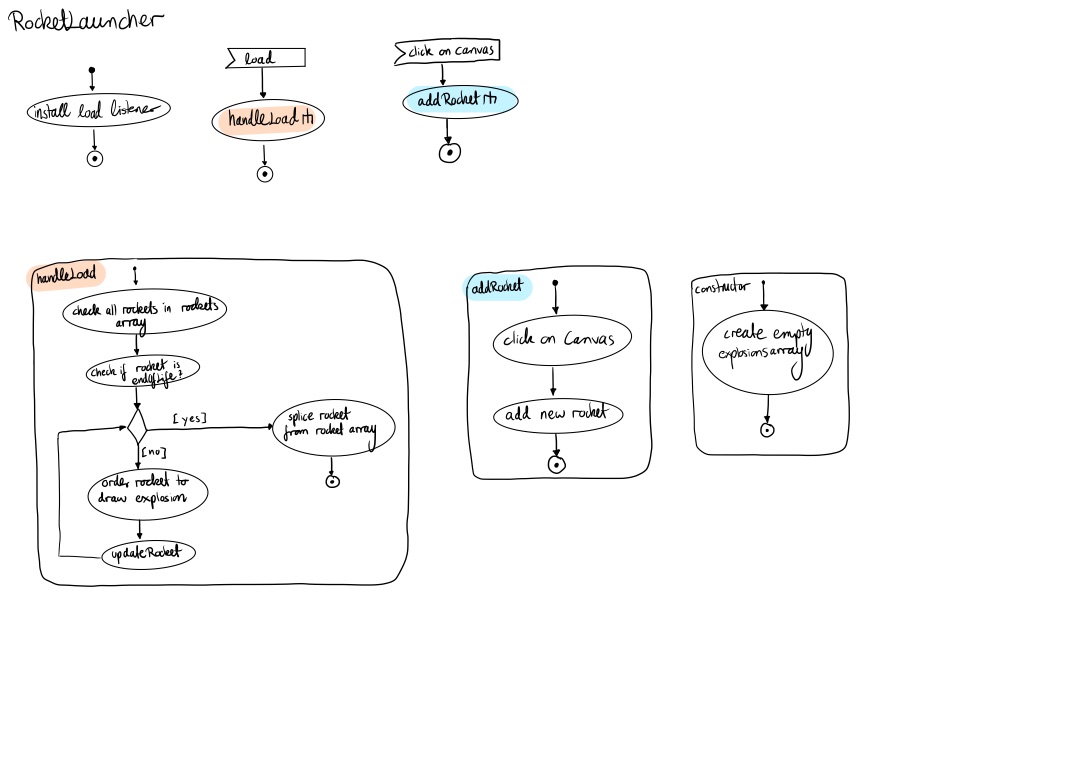 RocketLauncher
load
click on canvas
install load listener
handleLoad
addRocket
handleLoad
check all rockets in rockets
array
check if rocket is
endOfLife?
[yes]
splice rocket
from rocket array
[no]
order rocket to
draw explosion
updateRocket
addRocket
click on Canvas
add new rocket
constructor
create empty
explosionsarray